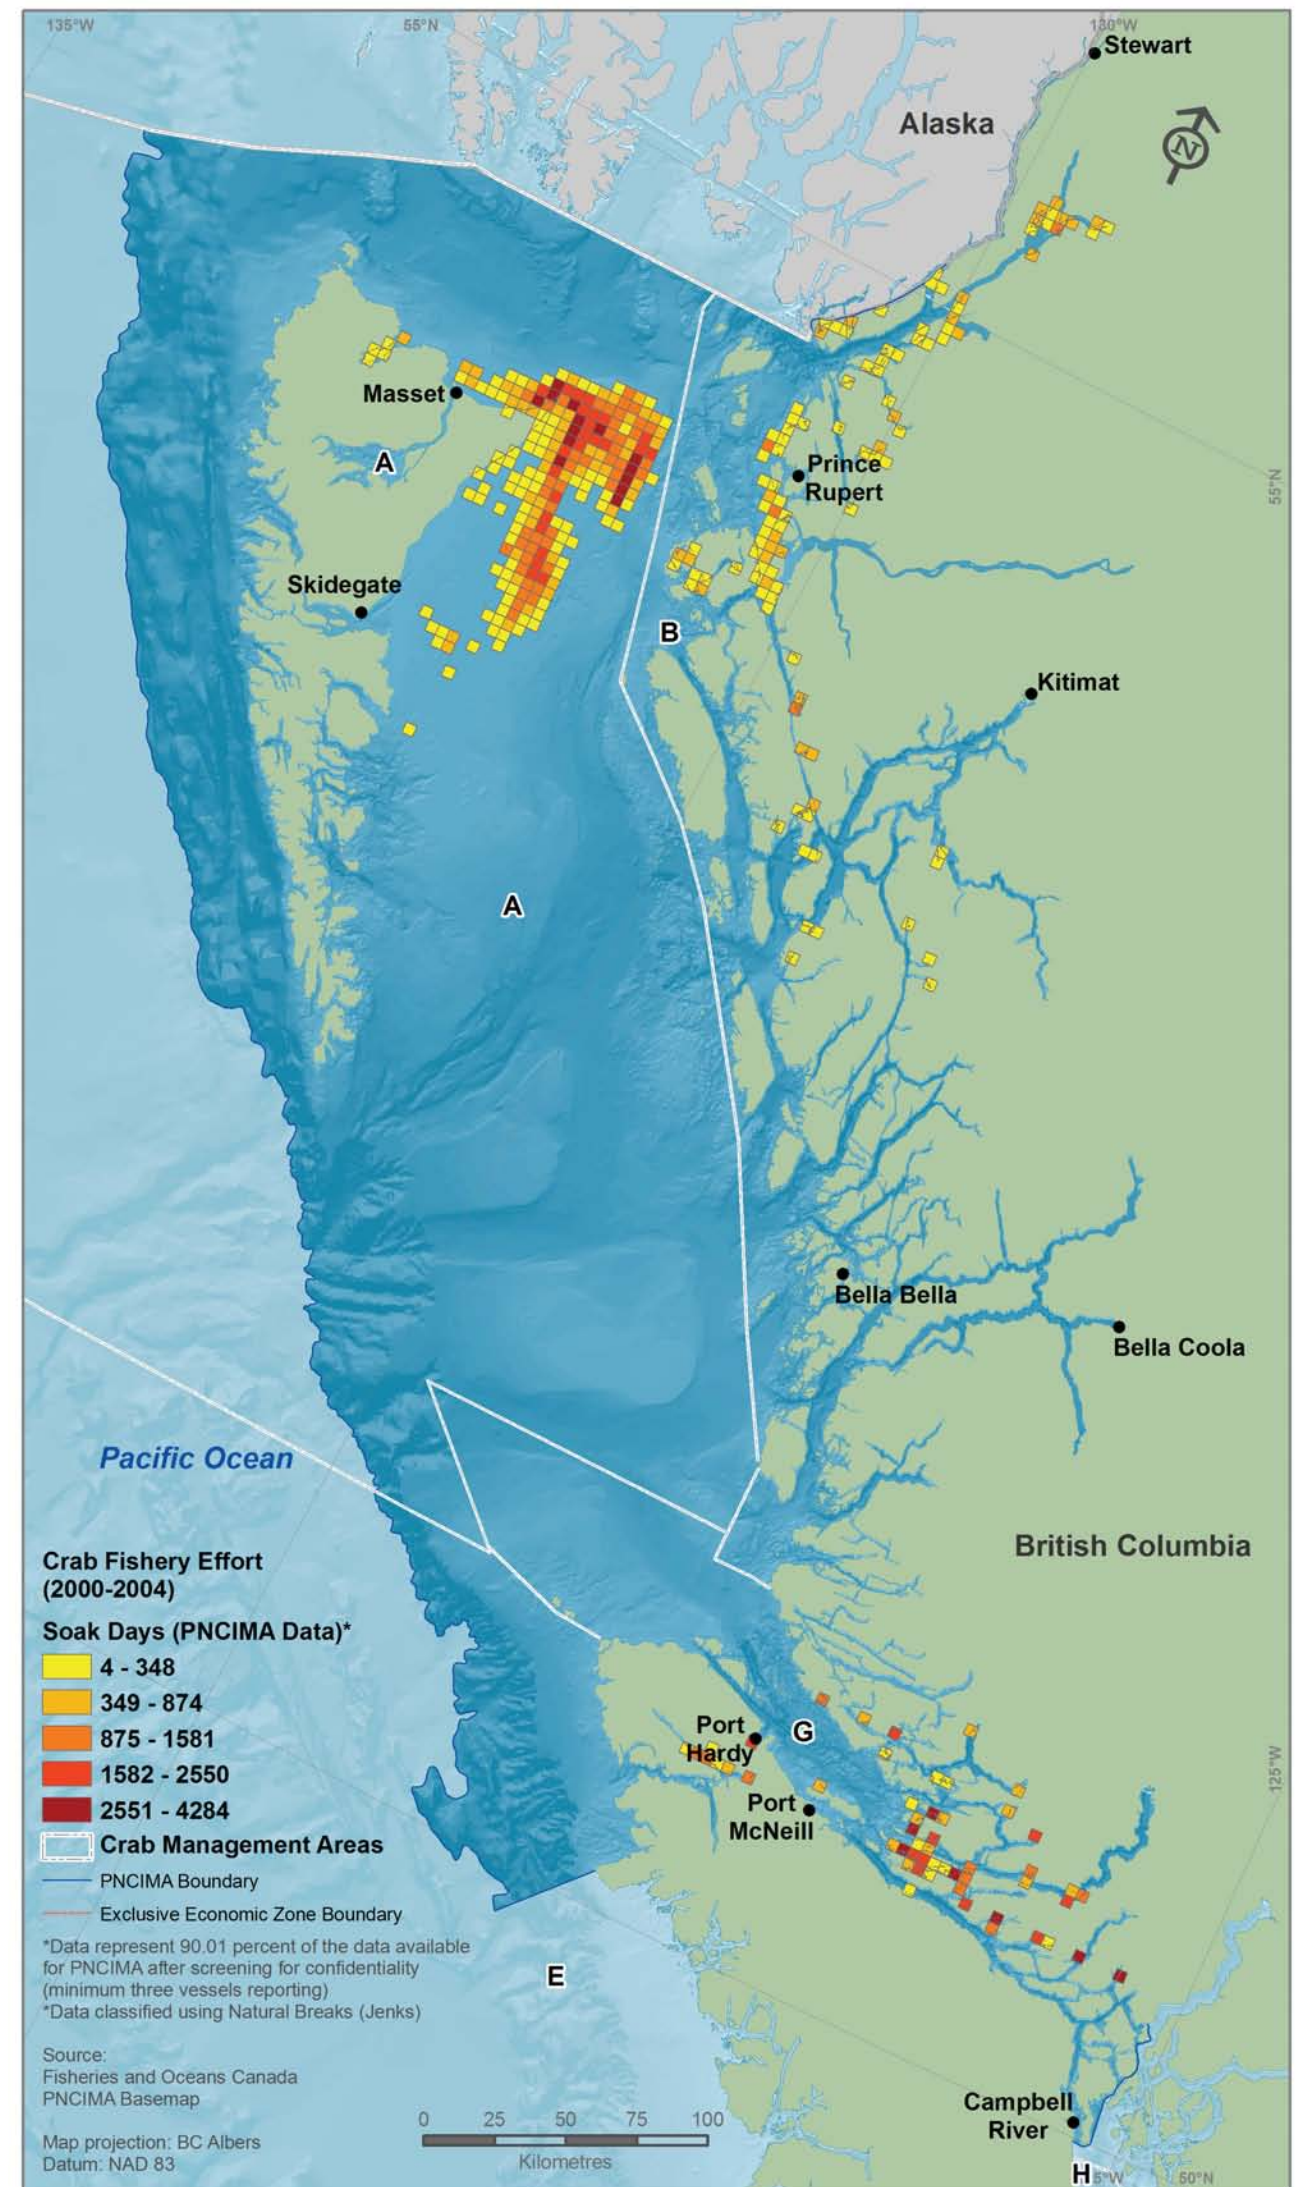 135°W
55°N
130°W
Stewart
Alaska
N
Masset
A
Prince
Rupert
55°N
Skidegate
B
Kitimat
A
Bella Bella
Bella Coola
Pacific Ocean
British Columbia
Crab Fishery Effort
(2000-2004)
Soak Days (PNCIMA Data)*
4 - 348
349 - 874
875 - 1581
1582 - 2550
2551 - 4284
Crab Management Areas
PNCIMA Boundary
Exclusive Economic Zone Boundary
*Data represent 90.01 percent of the data available
for PNCIMA after screening for confidentiality
(minimum three vessels reporting)
*Data classified using Natural Breaks (Jenks)
Source:
Fisheries and Oceans Canada
PNCIMA Basemap
Map projection: BC Albers
Datum: NAD 83
Port
Hardy
G
Port
McNeill
125°W
E
Campbell
River
0 25 50 75 100
Kilometres
H
5°W
50°N